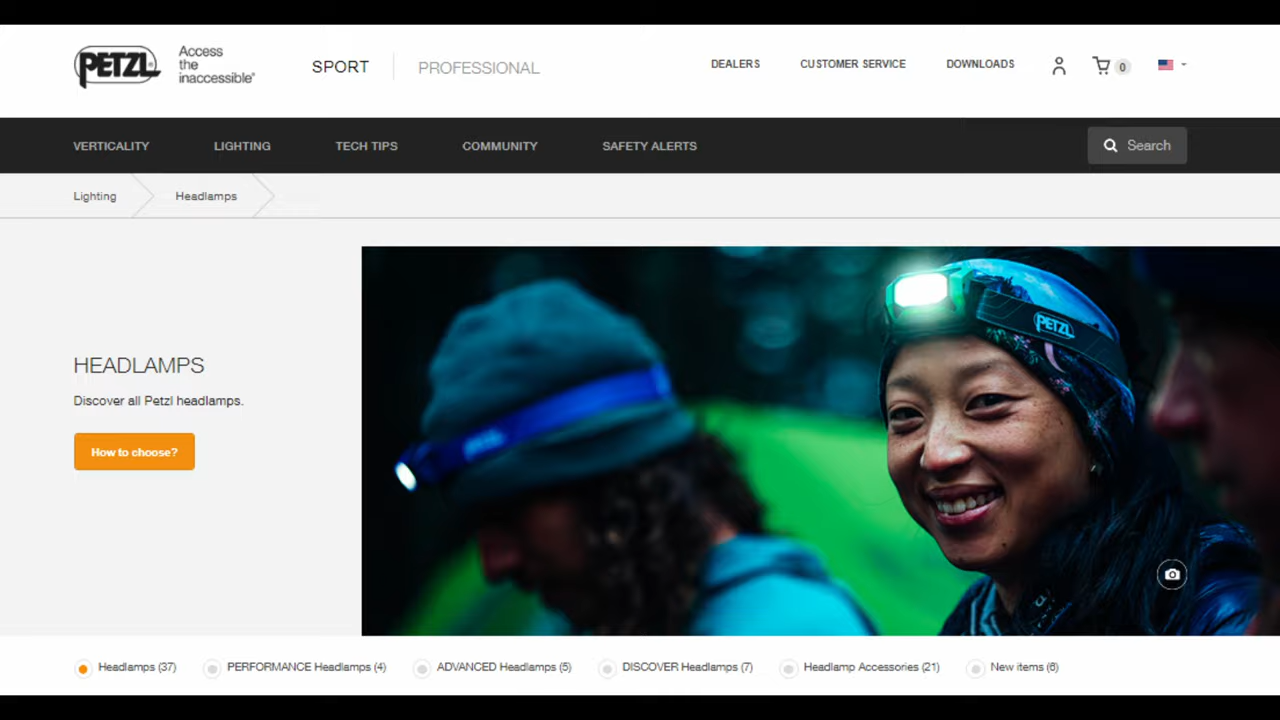 PETZL
Access
the
inaccessible®
SPORT
PROFESSIONAL
DEALERS
CUSTOMER SERVICE
DOWNLOADS
0
VERTICALITY
LIGHTING
TECH TIPS
COMMUNITY
SAFETY ALERTS
Search
Lighting
Headlamps
HEADLAMPS
Discover all Petzl headlamps.
How to choose?
PETZL
PETZL
Headlamps (37)
PERFORMANCE Headlamps (4)
ADVANCED Headlamps (5)
DISCOVER Headlamps (7)
Headlamp Accessories (21)
New items (6)